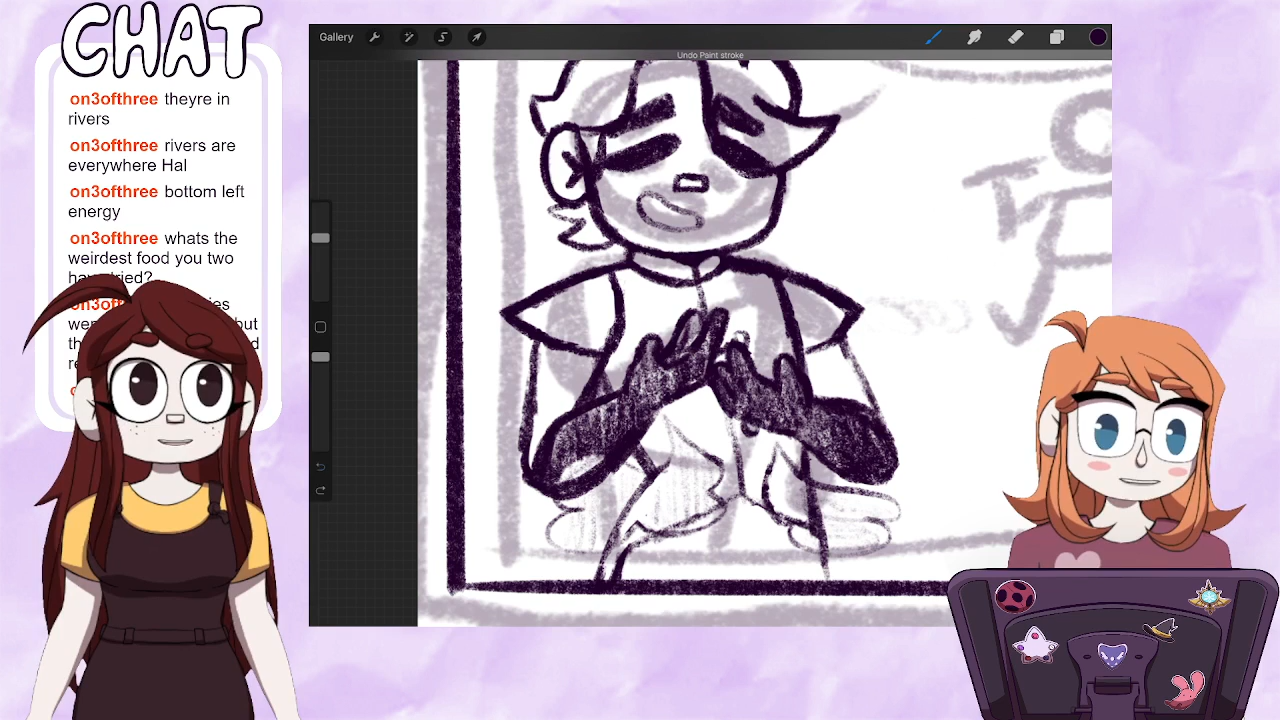 CHAT
on3ofthree theyre in
rivers
on3ofthree rivers are
everywhere Hal
on3ofthree bottom left
energy
on3ofthree whats the
weirdest food you two
Gallery
Undo Paint stroke